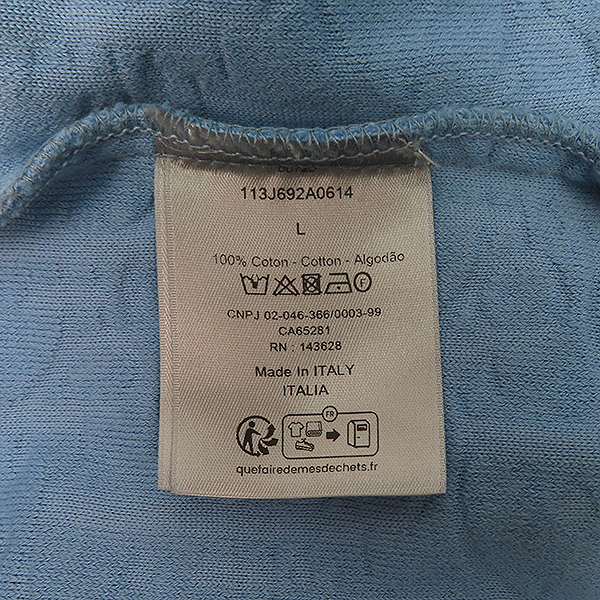 113J692A0614
L
100% Coton - Cotton - Algodão
F
CNPJ 02-046-366/0003-99
CA65281
RN : 143628
Made In ITALY
ITALIA
FR
quefairedemesdechets.fr